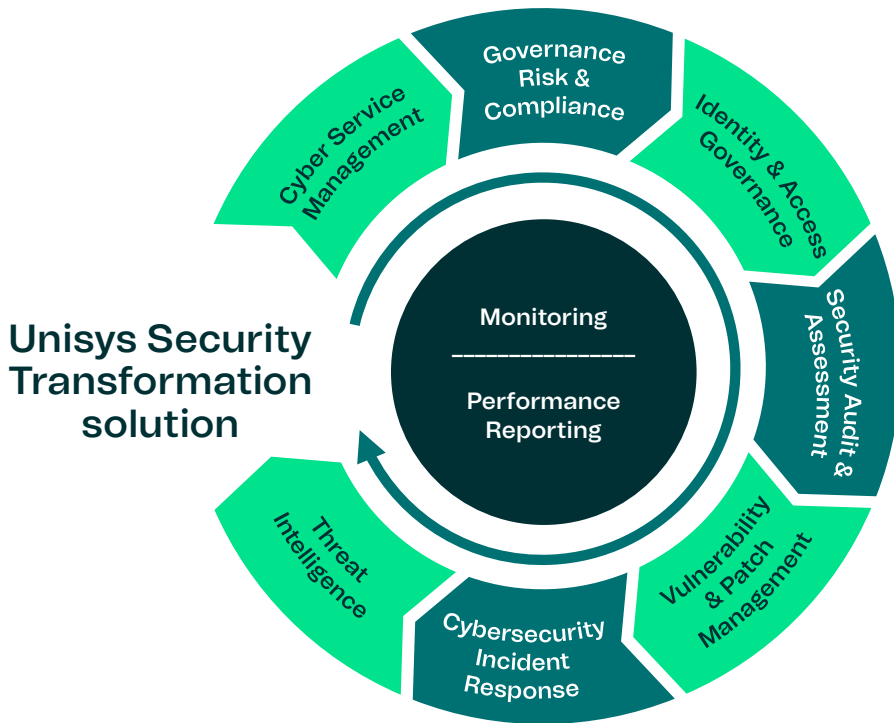 Unisys Security
Transformation
solution
Cyber Service
Management
Governance
Risk &
Compliance
Identity & Access
Governance
Security Audit &
Assessment
Vulnerability
& Patch
Management
Cybersecurity
Incident
Response
Threat
Intelligence
Monitoring
Performance
Reporting